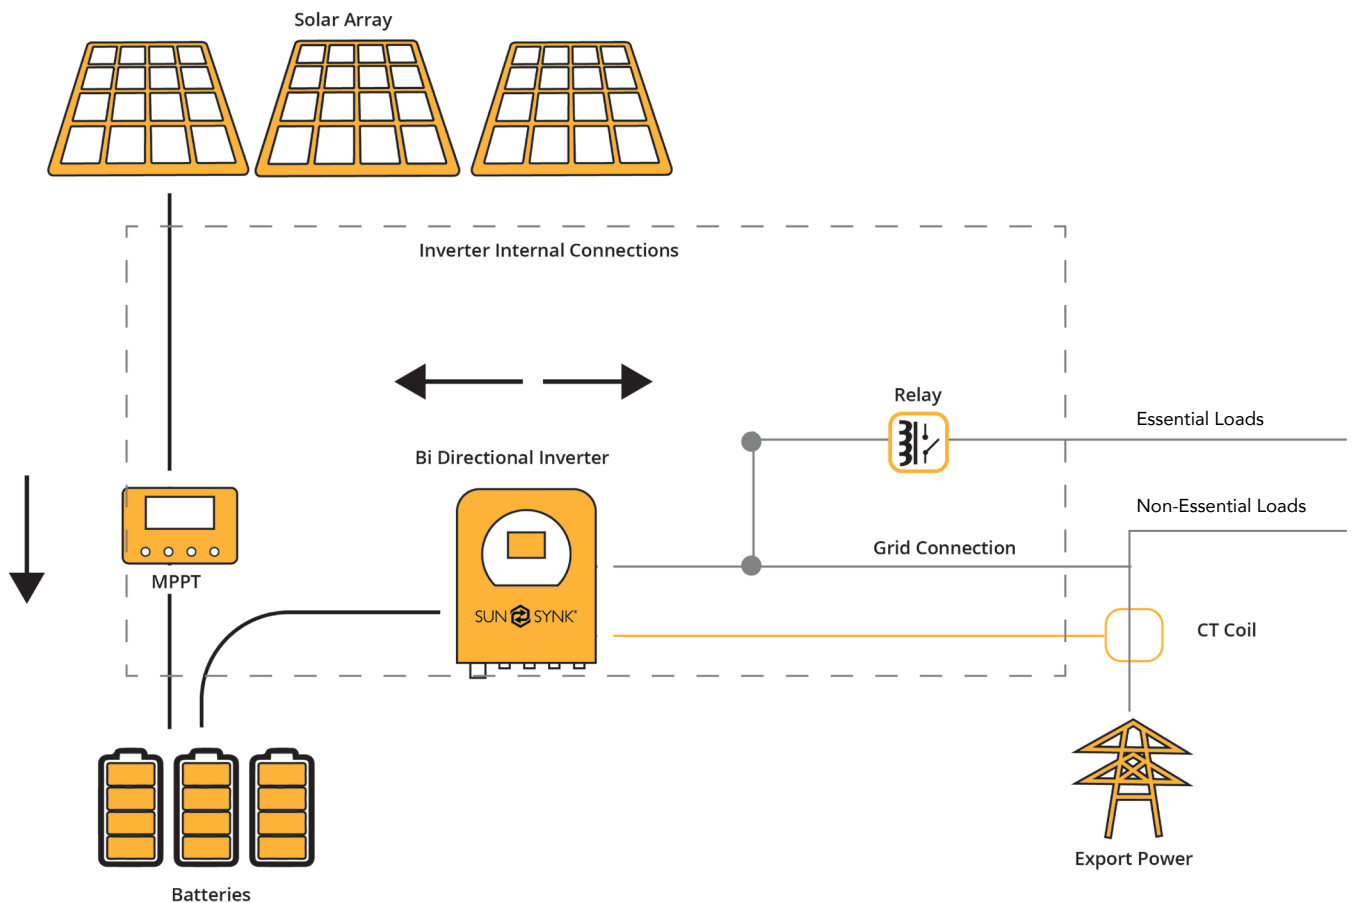 Solar Array
Inverter Internal Connections
Relay
Essential Loads
Bi Directional Inverter
Non-Essential Loads
Grid Connection
MPPT
SUN SYNK®
CT Coil
Export Power
Batteries